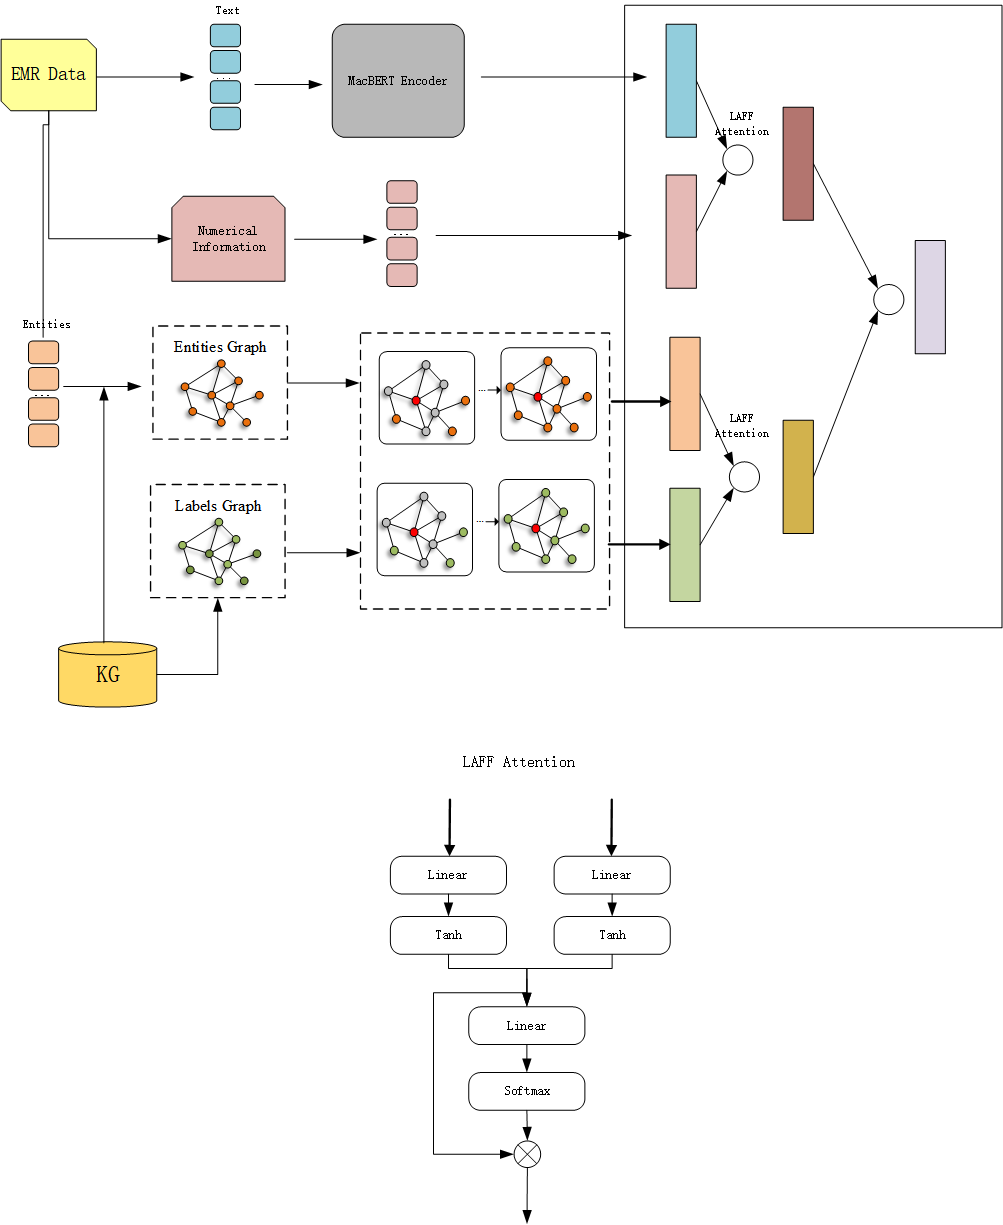 Text
EMR Data
...
MacBERT Encoder
LAFF
Attention
Numerical
Information
...
Entities
...
Entities Graph
LAFF
Attention
Labels Graph
KG
LAFF Attention
Linear
Linear
Tanh
Tanh
Linear
Softmax